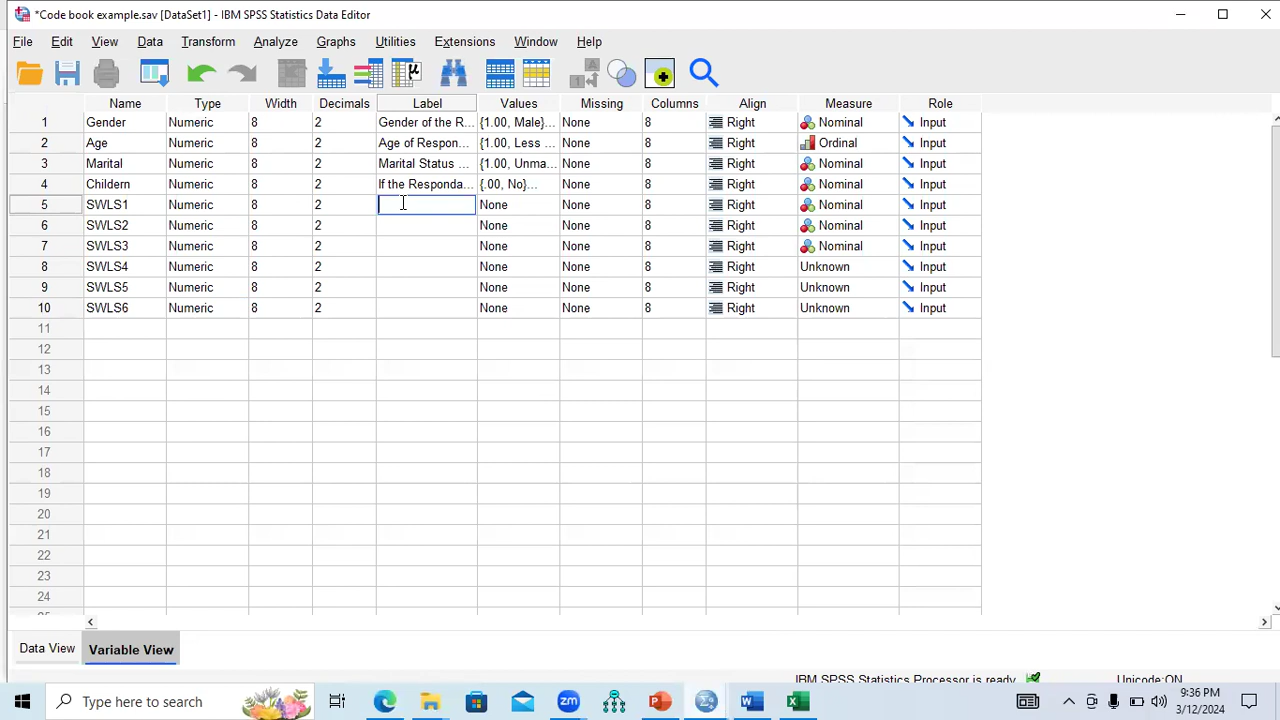 *Code book example.sav [DataSet1] - IBM SPSS Statistics Data Editor
File Edit View Data Transform Analyze Graphs Utilities Extensions Window Help
Name Type Width Decimals Label Values Missing Columns Align Measure Role
1 Gender Numeric 8 2 Gender of the R... {1.00, Male}... None 8 Right Nominal Input
2 Age Numeric 8 2 Age of Respon... {1.00, Less ... None 8 Right Ordinal Input
3 Marital Numeric 8 2 Marital Status ... {1.00, Unma... None 8 Right Nominal Input
4 Childern Numeric 8 2 If the Responda... {.00, No}... None 8 Right Nominal Input
5 SWLS1 Numeric 8 2 None None 8 Right Nominal Input
6 SWLS2 Numeric 8 2 None None 8 Right Nominal Input
7 SWLS3 Numeric 8 2 None None 8 Right Nominal Input
8 SWLS4 Numeric 8 2 None None 8 Right Unknown Input
9 SWLS5 Numeric 8 2 None None 8 Right Unknown Input
10 SWLS6 Numeric 8 2 None None 8 Right Unknown Input
11
12
13
14
15
16
17
18
19
20
21
22
23
24
Data View Variable View
IBM SPSS Statistics Processor is ready Unicode:ON
Type here to search
9:36 PM
3/12/2024